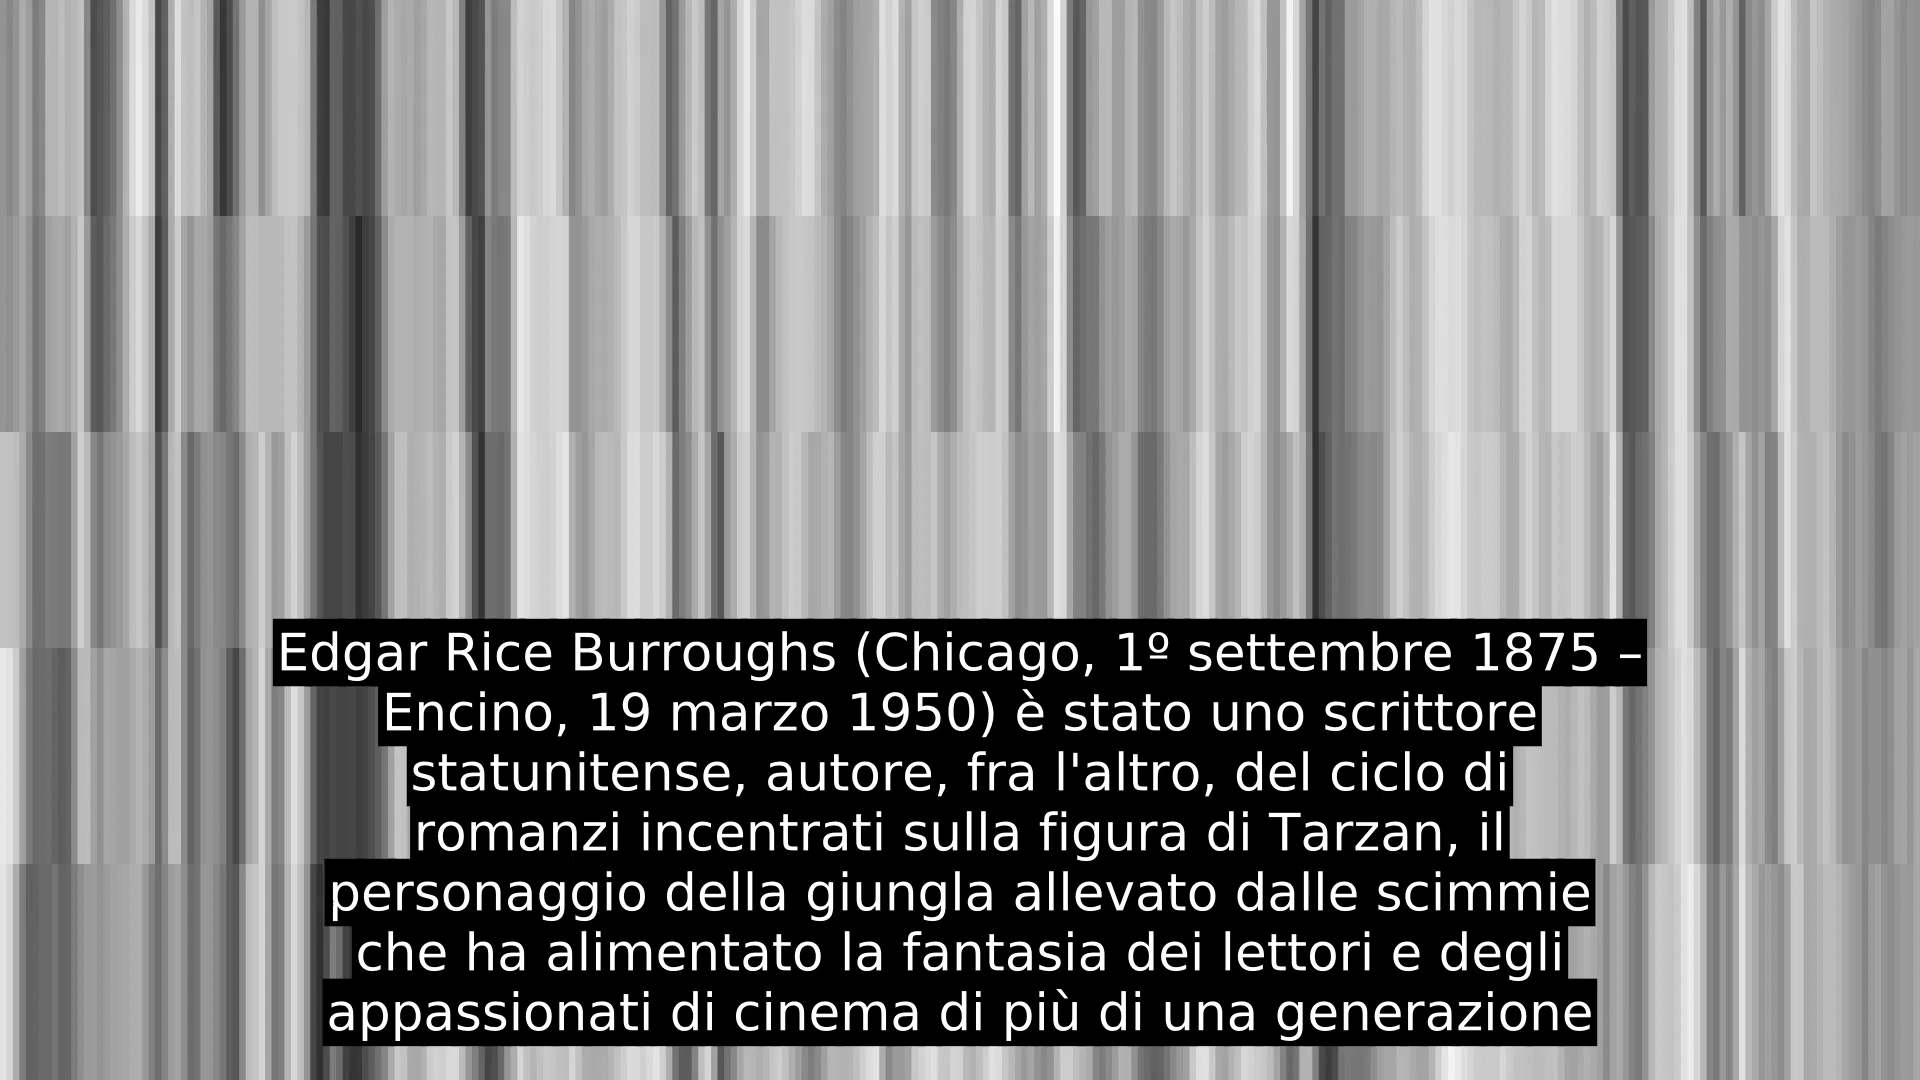 Edgar Rice Burroughs (Chicago, 1º settembre 1875 –
Encino, 19 marzo 1950) è stato uno scrittore
statunitense, autore, fra l'altro, del ciclo di
romanzi incentrati sulla figura di Tarzan, il
personaggio della giungla allevato dalle scimmie
che ha alimentato la fantasia dei lettori e degli
appassionati di cinema di più di una generazione